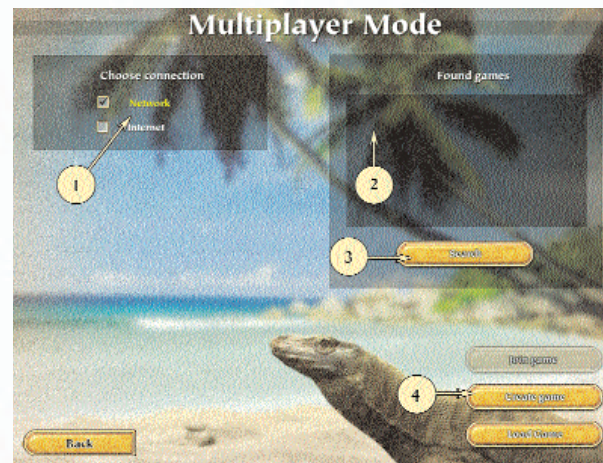 Multiplayer Mode
Choose connection
Network
Internet
1
Found games
2
3
Search
Join game
4
Create game
Load Game
Back